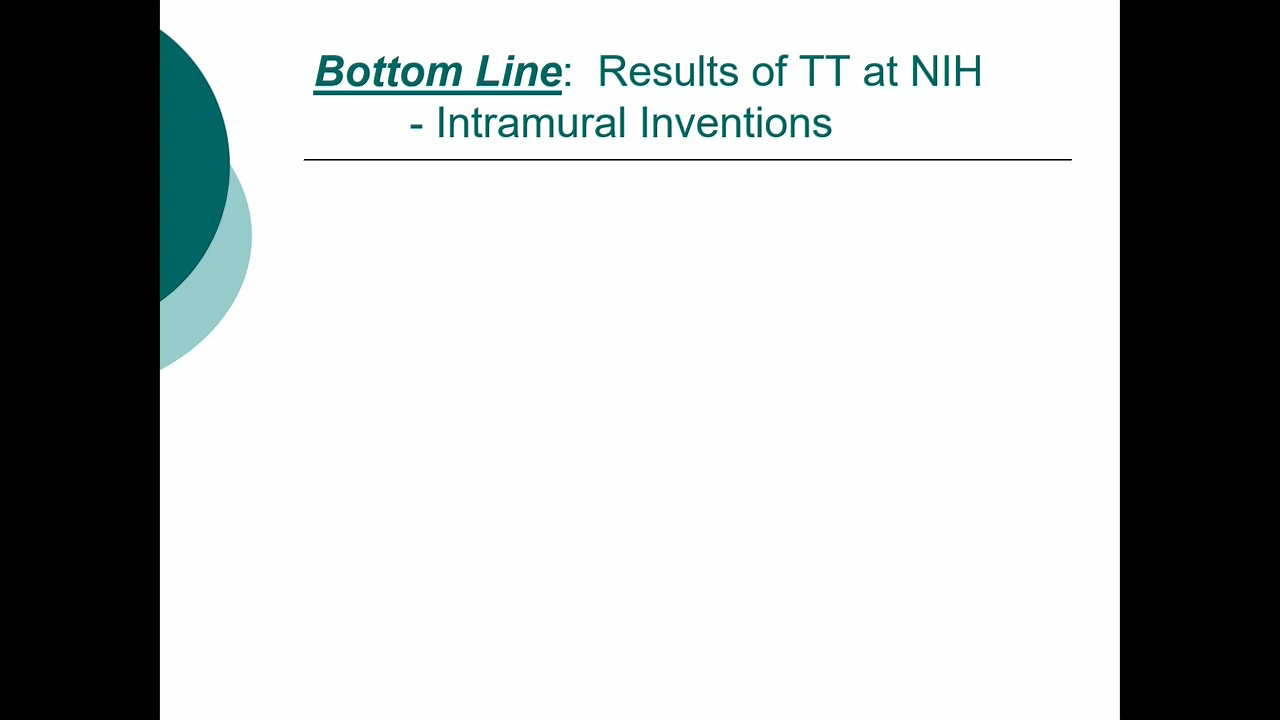 Bottom Line: Results of TT at NIH
- Intramural Inventions